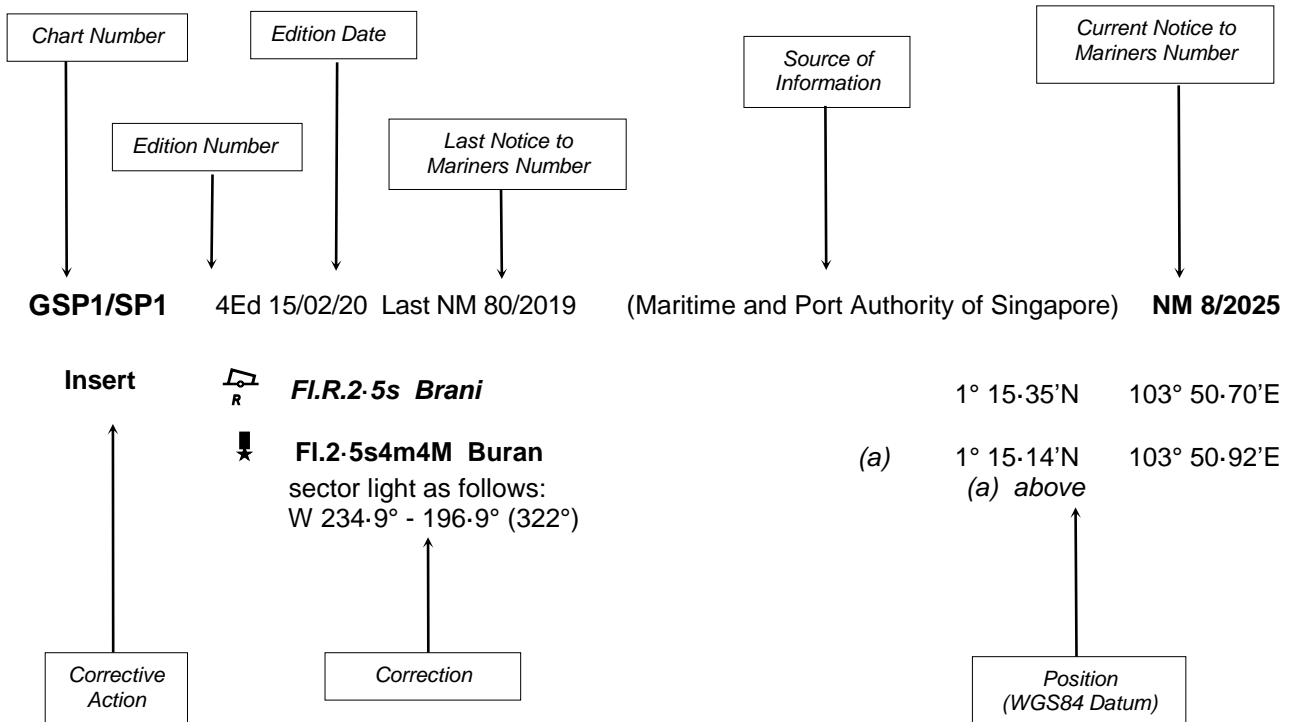 Chart Number
Edition Date
Source of
Information
Current Notice to
Mariners Number
Edition Number
Last Notice to
Mariners Number
GSP1/SP1 4Ed 15/02/20 Last NM 80/2019 (Maritime and Port Authority of Singapore) NM 8/2025
Insert R Fl.R.2·5s Brani 1° 15·35’N 103° 50·70’E
Fl.2·5s4m4M Buran (a) 1° 15·14’N 103° 50·92’E
sector light as follows: (a) above
W 234·9° - 196·9° (322°)
Corrective
Action
Correction
Position
(WGS84 Datum)